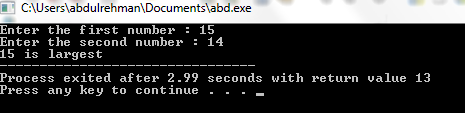 C:\Users\abdulrehman\Documents\abd.exe
Enter the first number : 15
Enter the second number : 14
15 is largest
--------------------------------
Process exited after 2.99 seconds with return value 13
Press any key to continue . . . _